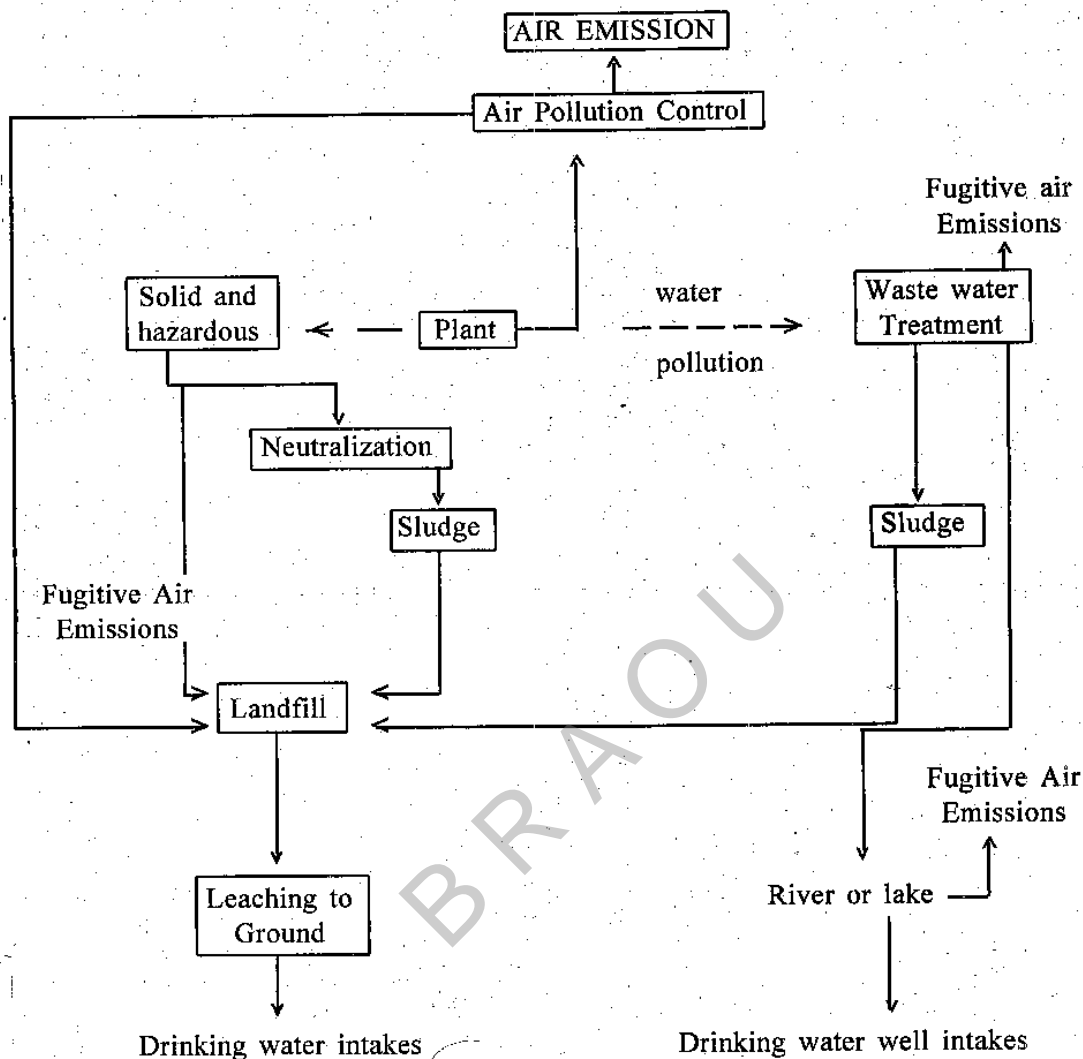 AIR EMISSION
Air Pollution Control
Fugitive air
Emissions
Solid and
hazardous
Plant
water
pollution
Waste water
Treatment
Neutralization
Sludge
Sludge
Fugitive Air
Emissions
Landfill
Fugitive Air
Emissions
Leaching to
Ground
River or lake
Drinking water intakes
Drinking water well intakes
BRAOU